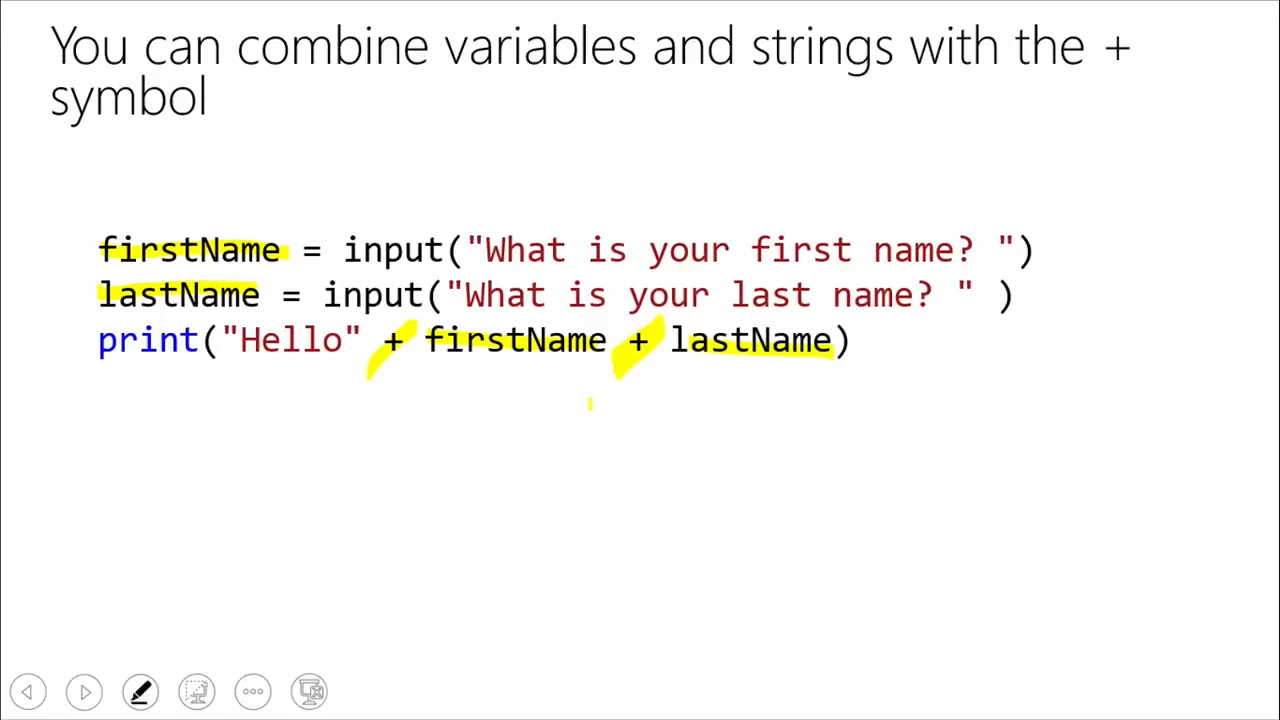 You can combine variables and strings with the +
symbol
firstName = input("What is your first name? ")
lastName = input("What is your last name? " )
print("Hello" + firstName + lastName)